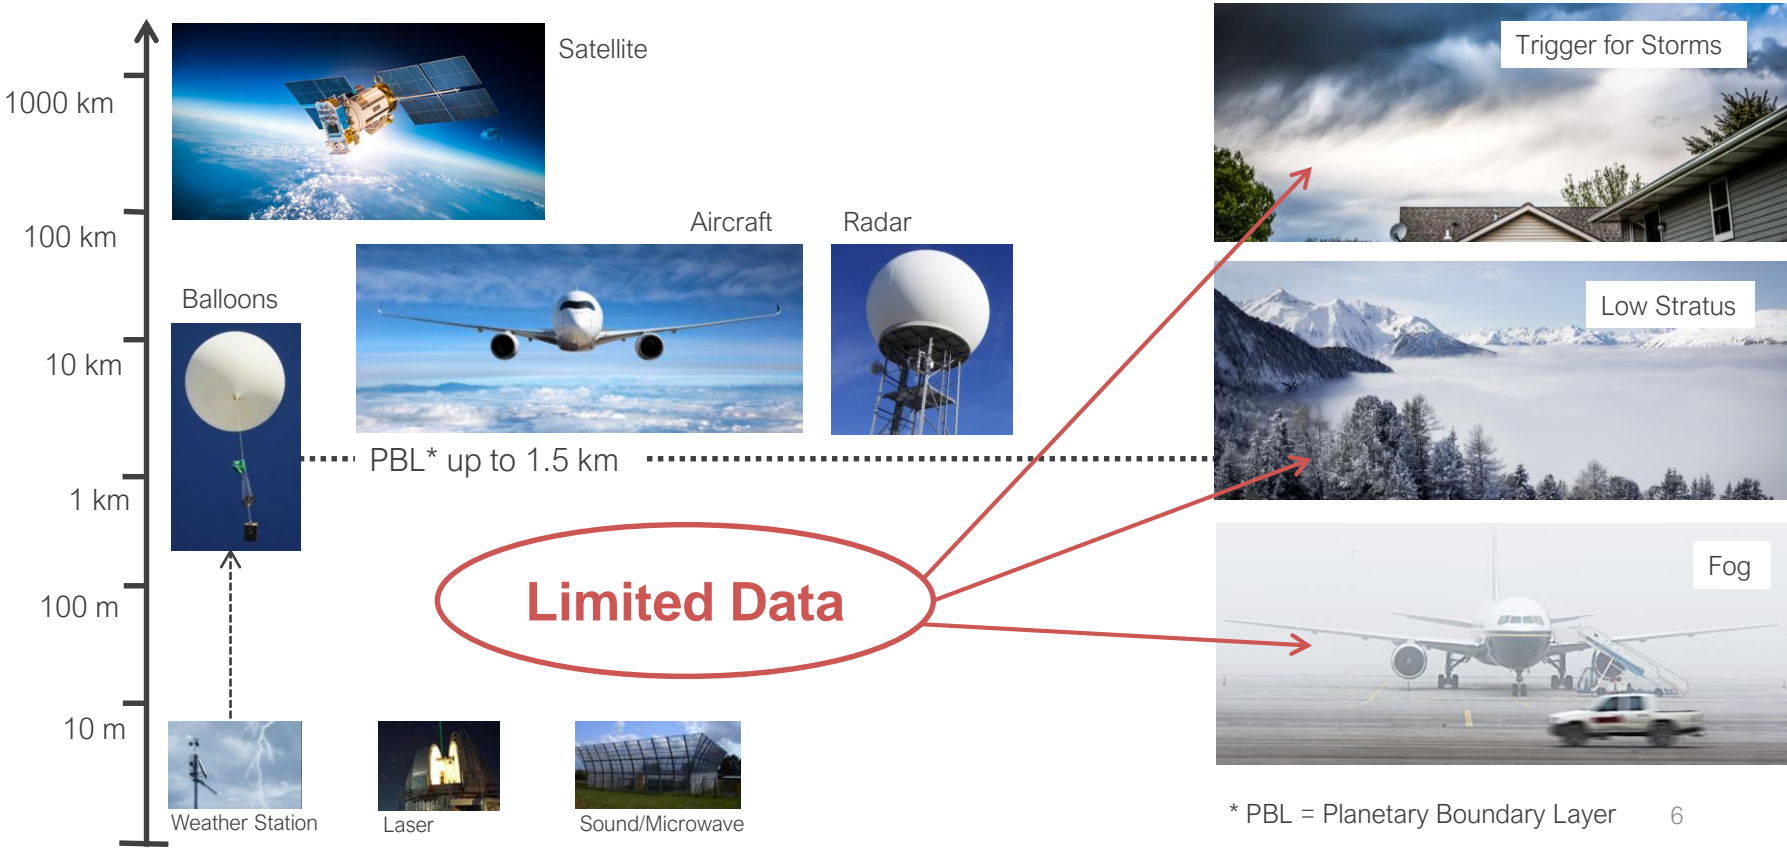 Satellite
Trigger for Storms
1000 km
Aircraft
Radar
100 km
Balloons
Low Stratus
10 km
PBL* up to 1.5 km
1 km
Limited Data
Fog
100 m
10 m
Weather Station
Laser
Sound/Microwave
* PBL = Planetary Boundary Layer
6